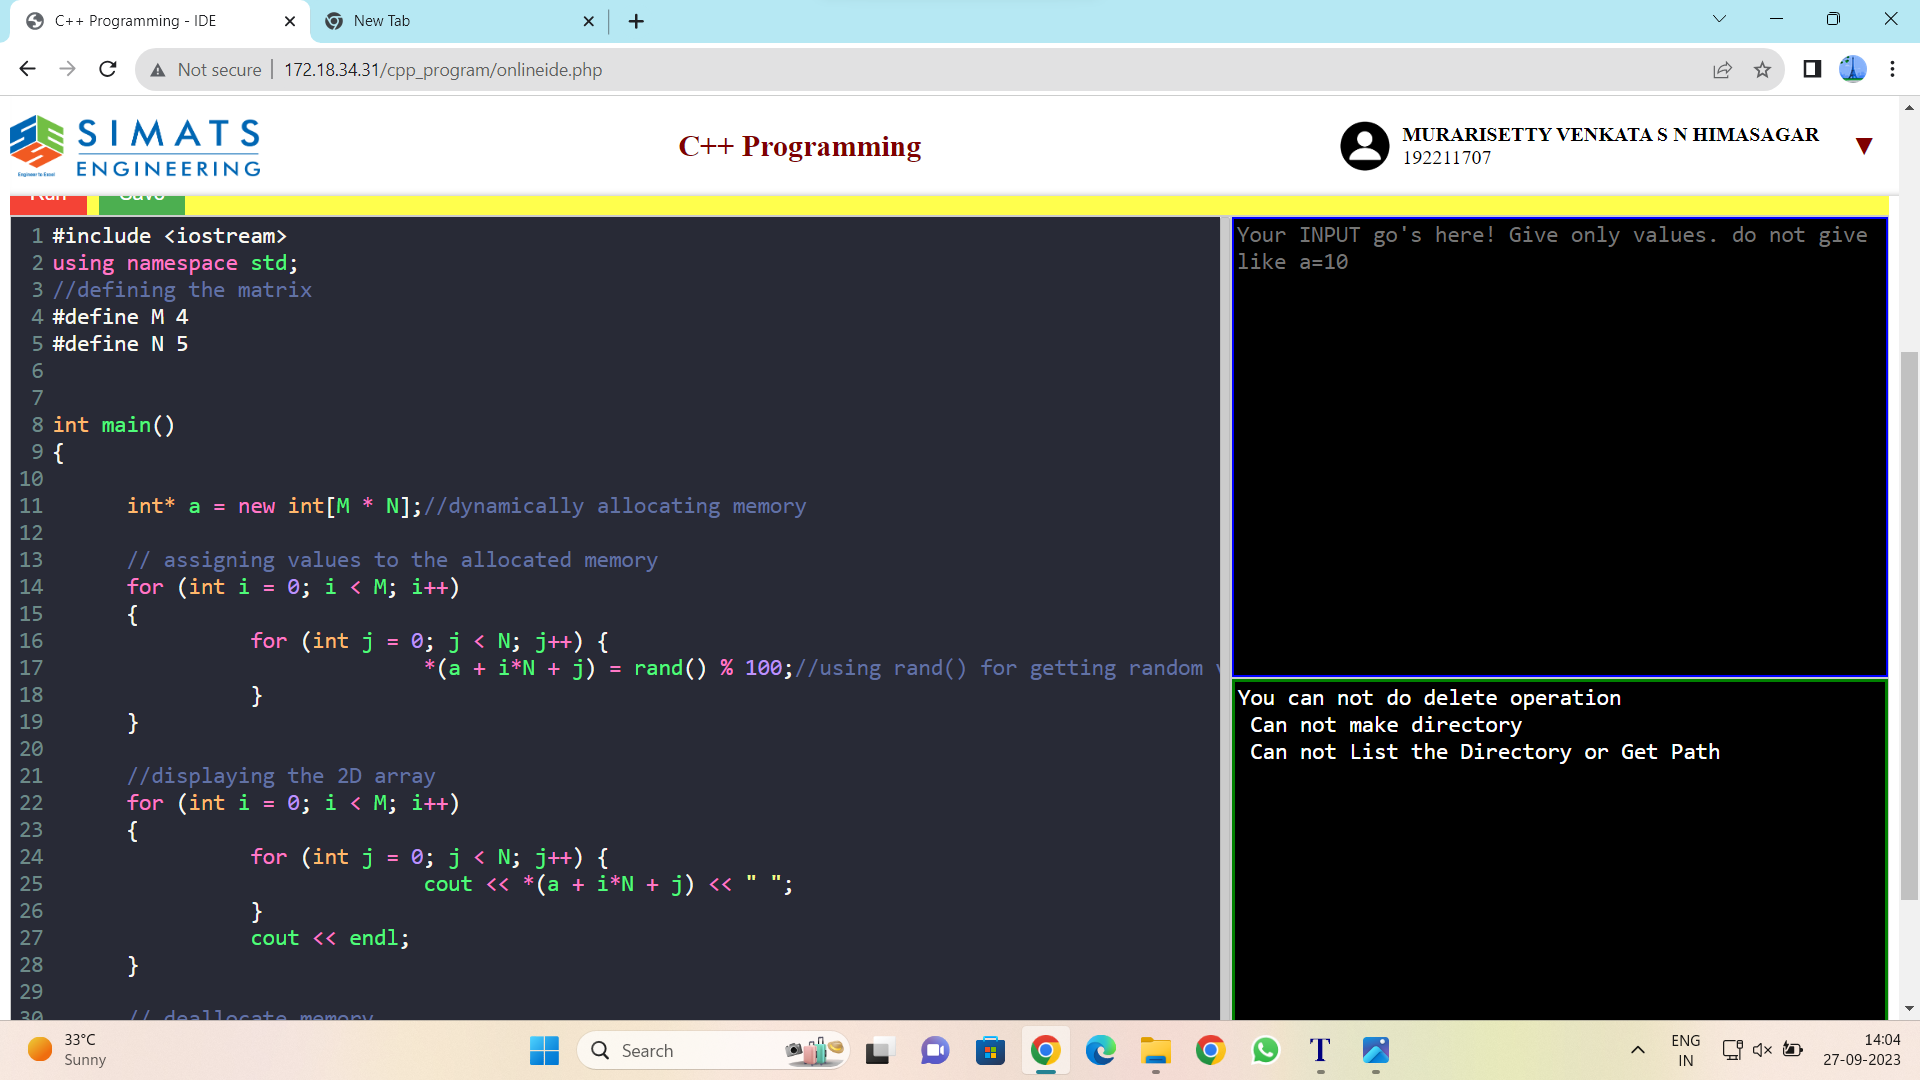 C++ Programming - IDE
New Tab
Not secure
172.18.34.31/cpp_program/onlineide.php
SIMATS
ENGINEERING
Engineer to Excel
C++ Programming
MURARISETTY VENKATA S N HIMASAGAR
192211707
Run Save
1 #include <iostream>
2 using namespace std;
3 //defining the matrix
4 #define M 4
5 #define N 5
6
7
8 int main()
9 {
10
11 int* a = new int[M * N];//dynamically allocating memory
12
13 // assigning values to the allocated memory
14 for (int i = 0; i < M; i++)
15 {
16 for (int j = 0; j < N; j++) {
17 *(a + i*N + j) = rand() % 100;//using rand() for getting random
18 }
19 }
20
21 //displaying the 2D array
22 for (int i = 0; i < M; i++)
23 {
24 for (int j = 0; j < N; j++) {
25 cout << *(a + i*N + j) << " ";
26 }
27 cout << endl;
28 }
29
30 // deallocate memory
Your INPUT go's here! Give only values. do not give
like a=10
You can not do delete operation
Can not make directory
Can not List the Directory or Get Path
33°C
Sunny
Search
T
ENG
IN
14:04
27-09-2023